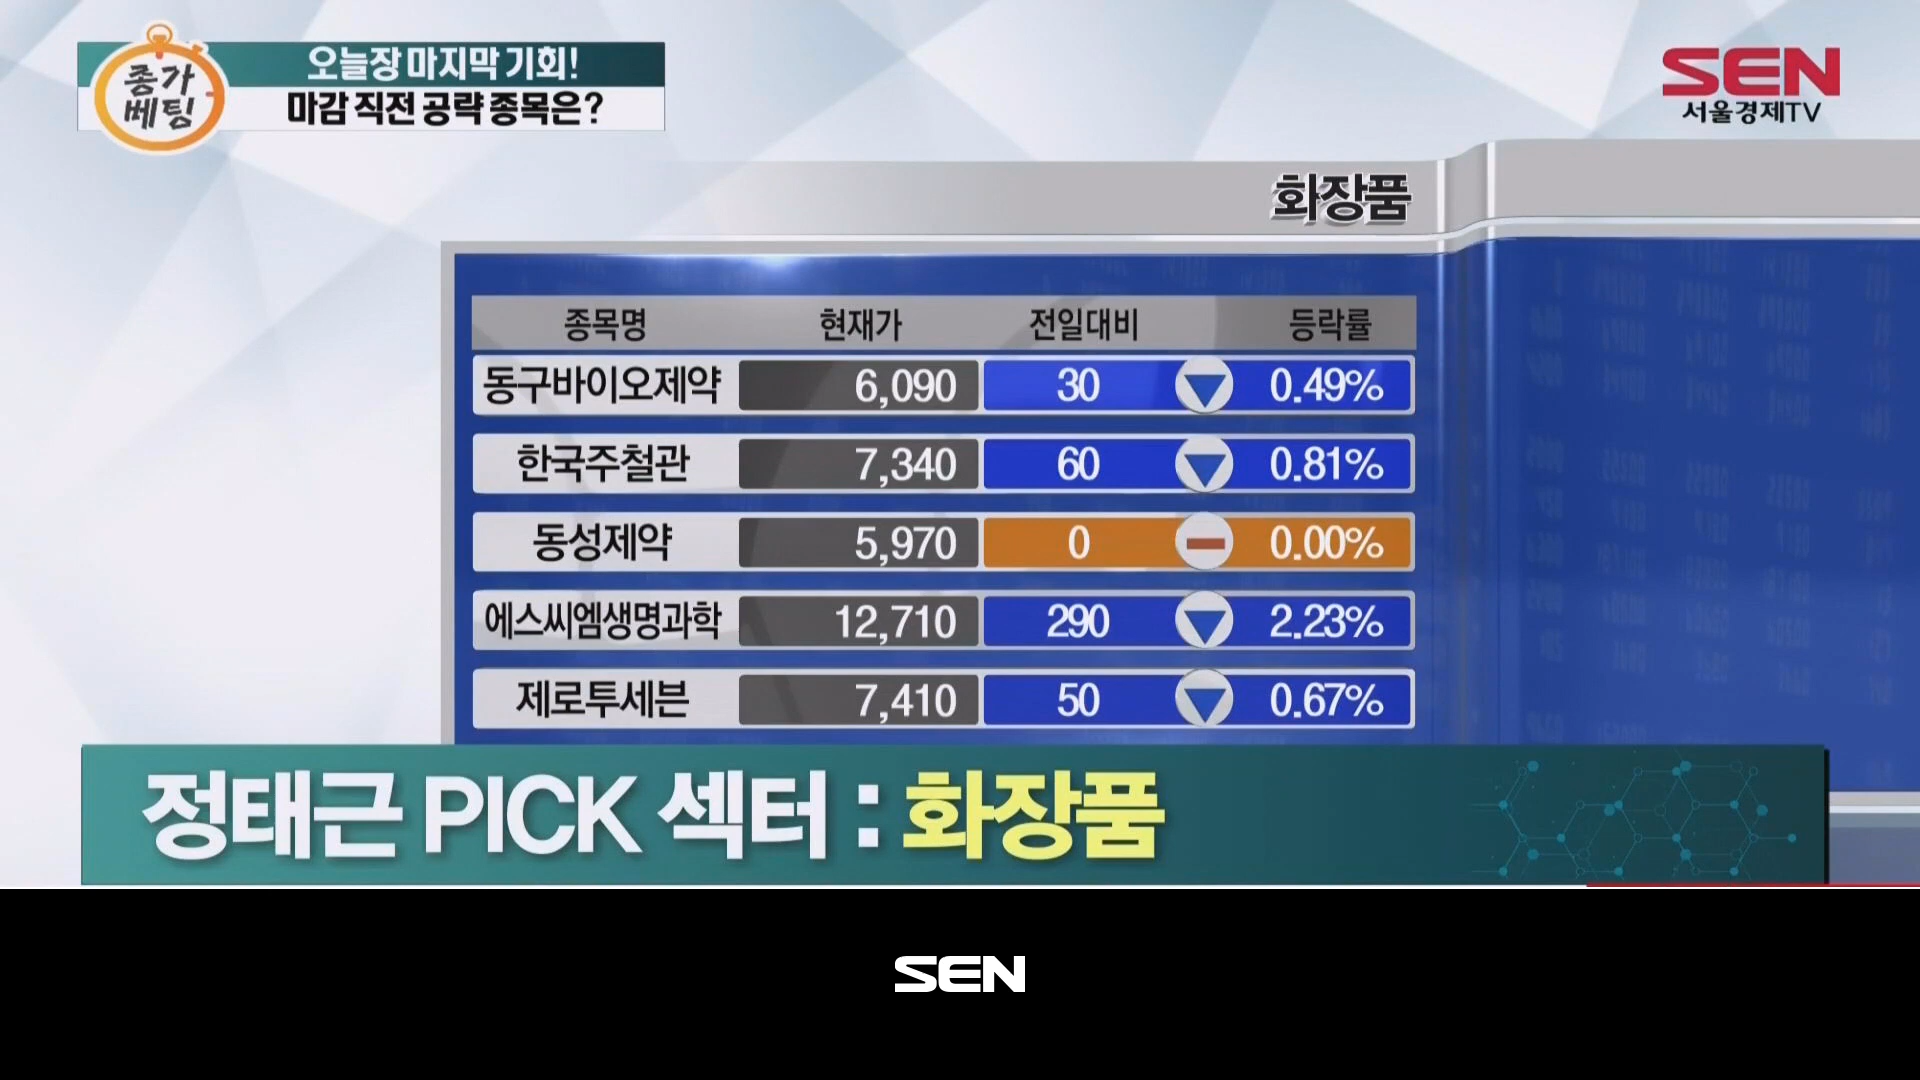 종가
베팅
오늘장 마지막 기회!
마감 직전 공략 종목은?
SEN
서울경제TV
화장품
종목명 현재가 전일대비 등락률
동구바이오제약 6,090 30 ▼ 0.49%
한국주철관 7,340 60 ▼ 0.81%
동성제약 5,970 0 – 0.00%
에스씨엠생명과학 12,710 290 ▼ 2.23%
제로투세븐 7,410 50 ▼ 0.67%
정태근 PICK 섹터 : 화장품
SEN